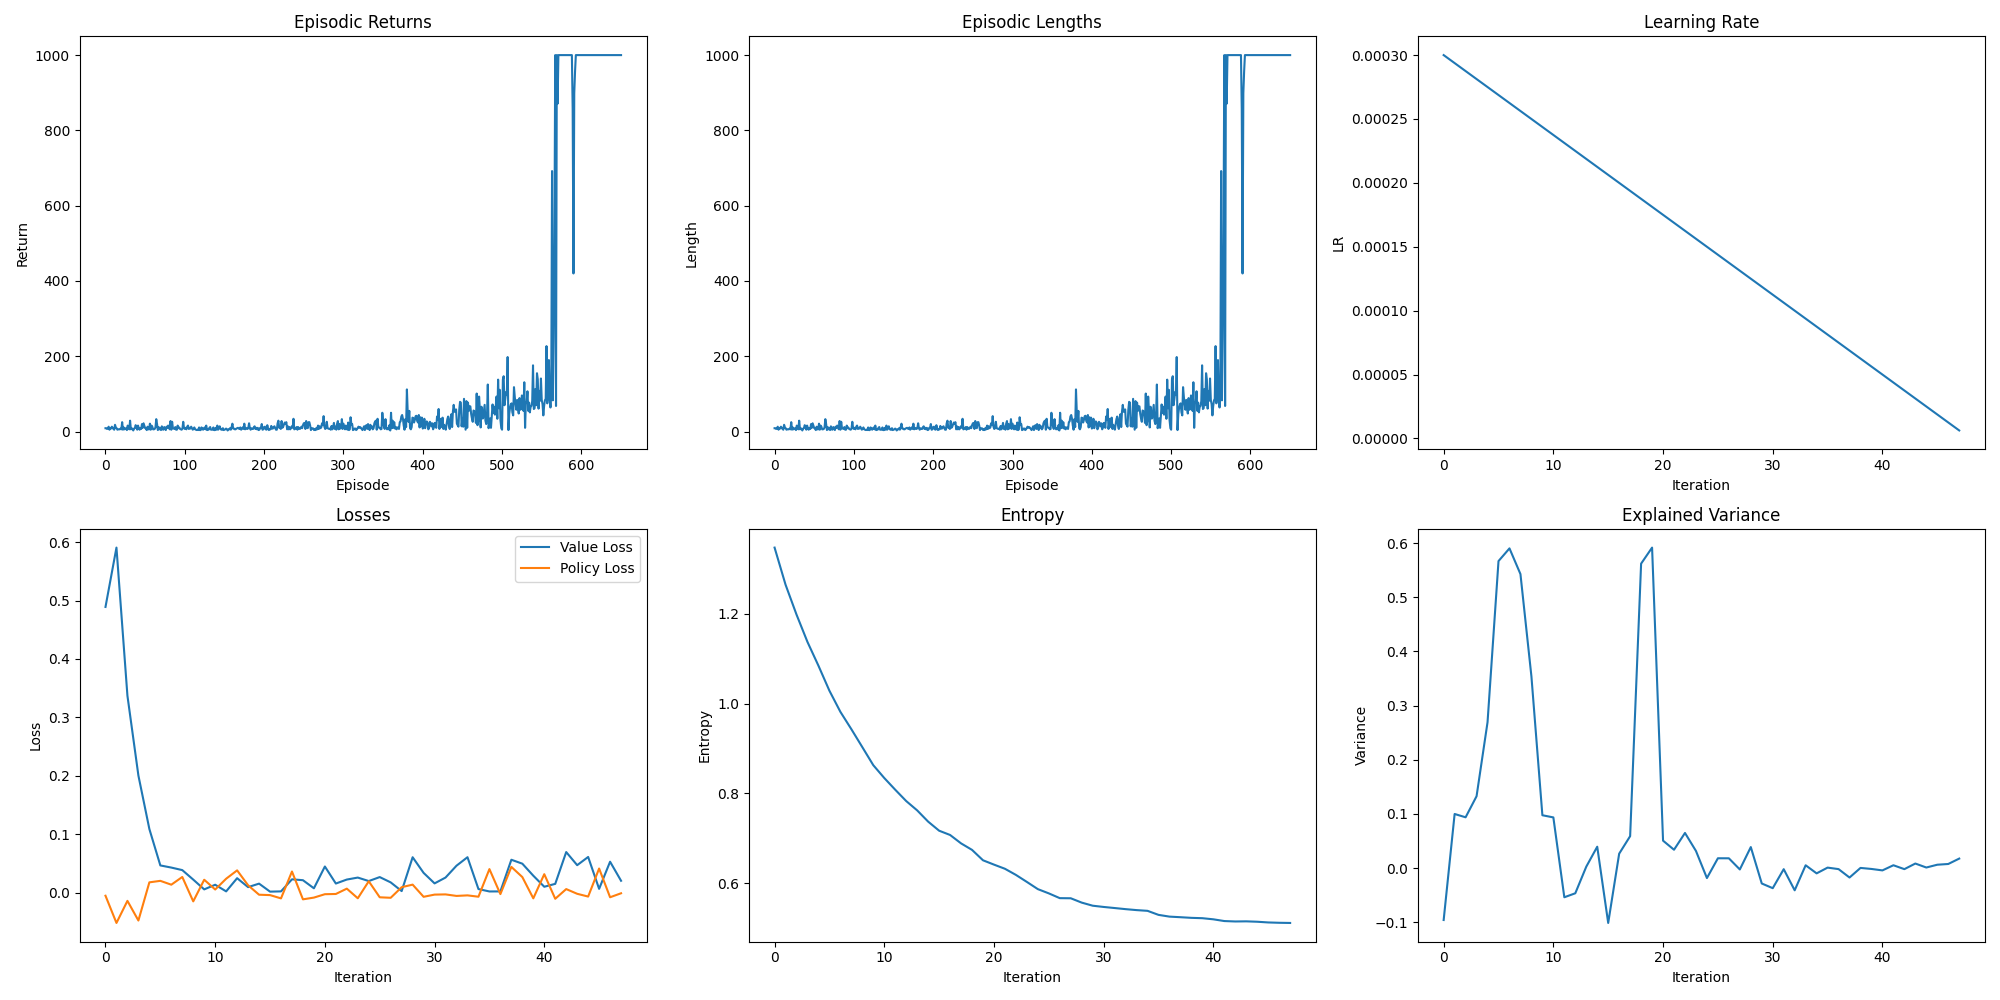 Episodic Returns
1000
800
600
400
200
0
Return
0 100 200 300 400 500 600
Episode
Episodic Lengths
1000
800
600
400
200
0
Length
0 100 200 300 400 500 600
Episode
Learning Rate
0.00030
0.00025
0.00020
0.00015
0.00010
0.00005
0.00000
LR
0 10 20 30 40
Iteration
Losses
Value Loss
Policy Loss
0.6
0.5
0.4
0.3
0.2
0.1
0.0
Loss
0 10 20 30 40
Iteration
Entropy
1.2
1.0
0.8
0.6
Entropy
0 10 20 30 40
Iteration
Explained Variance
0.6
0.5
0.4
0.3
0.2
0.1
0.0
−0.1
Variance
0 10 20 30 40
Iteration